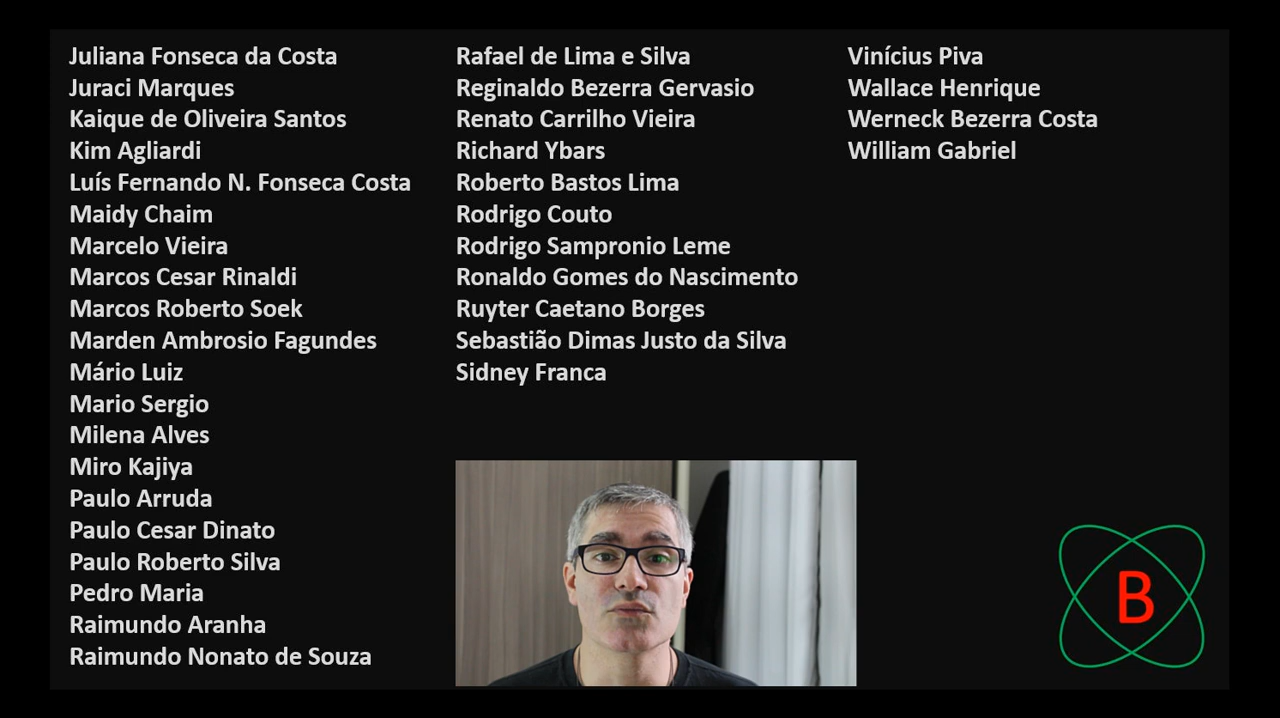 Juliana Fonseca da Costa
Juraci Marques
Kaique de Oliveira Santos
Kim Agliardi
Luís Fernando N. Fonseca Costa
Maidy Chaim
Marcelo Vieira
Marcos Cesar Rinaldi
Marcos Roberto Soek
Marden Ambrosio Fagundes
Mário Luiz
Mario Sergio
Milena Alves
Miro Kajiya
Paulo Arruda
Paulo Cesar Dinato
Paulo Roberto Silva
Pedro Maria
Raimundo Aranha
Raimundo Nonato de Souza
Rafael de Lima e Silva
Reginaldo Bezerra Gervasio
Renato Carrilho Vieira
Richard Ybars
Roberto Bastos Lima
Rodrigo Couto
Rodrigo Sampronio Leme
Ronaldo Gomes do Nascimento
Ruyter Caetano Borges
Sebastião Dimas Justo da Silva
Sidney Franca
Vinícius Piva
Wallace Henrique
Werneck Bezerra Costa
William Gabriel
B